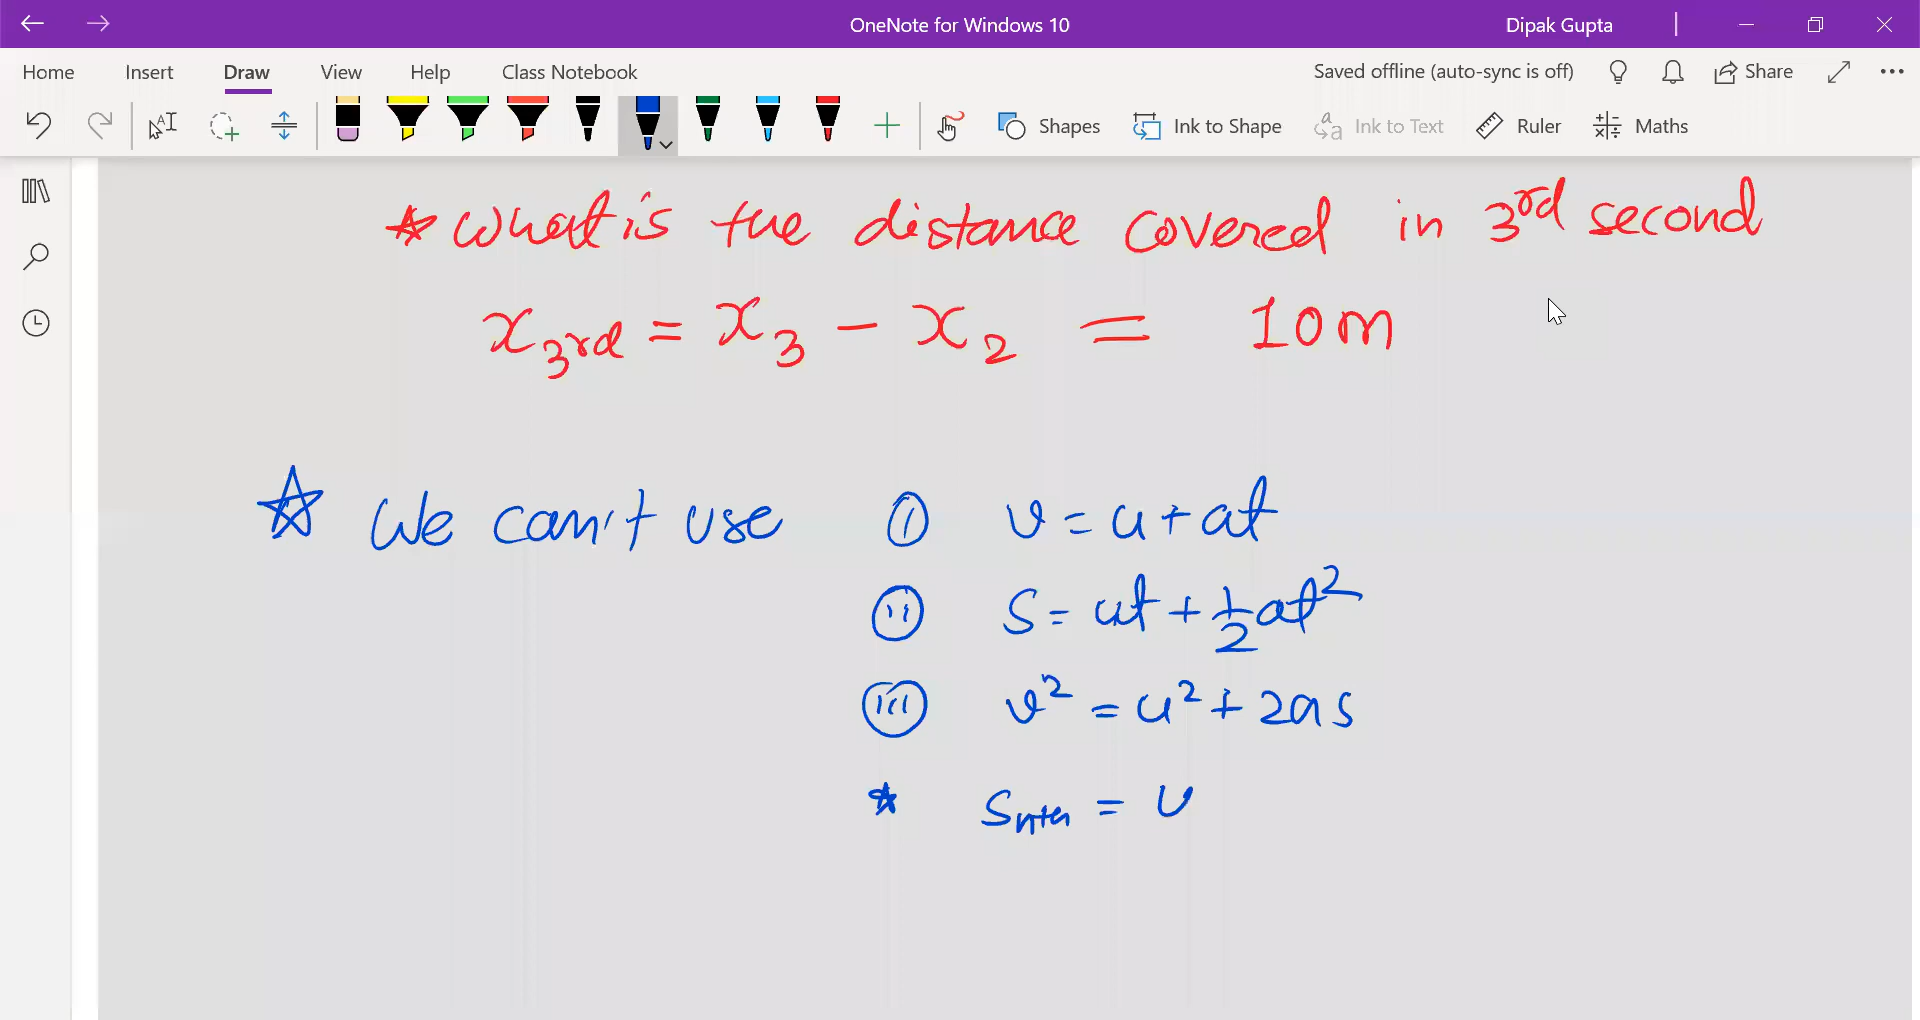 OneNote for Windows 10
Dipak Gupta
Home Insert Draw View Help Class Notebook
Saved offline (auto-sync is off) Share
Shapes Ink to Shape Ink to Text Ruler Maths
* What is the distance covered in 3rd second
x₃rd = x₃ - x₂ = 10m
☆ We can't use (i) v = u + at
(ii) S = ut + 1/2 at²
(iii) v² = u² + 2as
* Snth = u